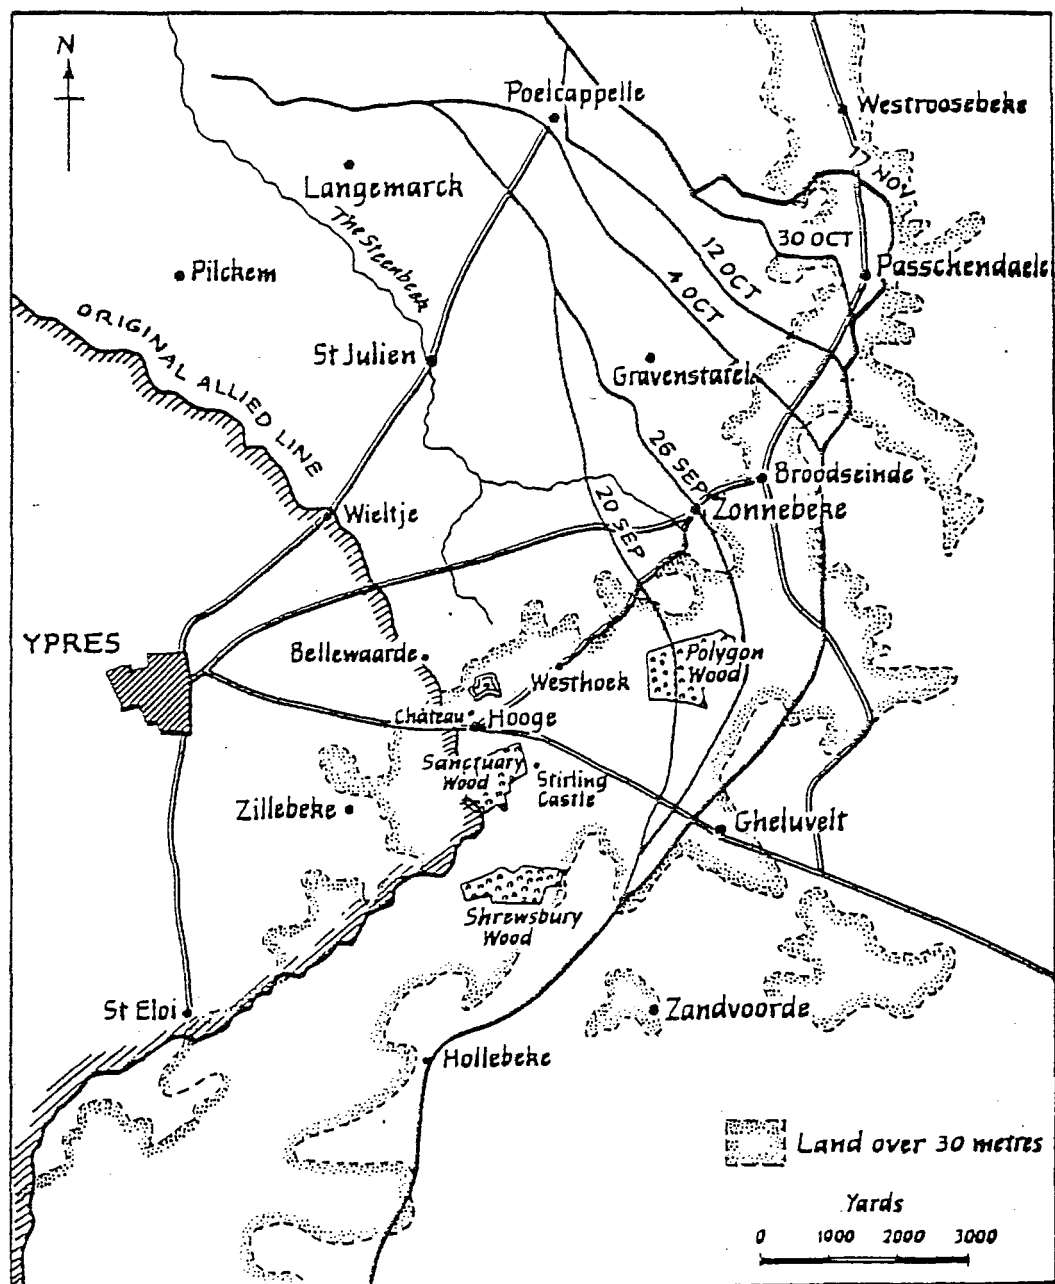 N
Poelcappelle
Westroosebeke
Langemarck
17 NOV
The Steenbeek
30 OCT
12 OCT
Pilckem
Passchendaele
4 OCT
ORIGINAL ALLIED LINE
St Julien
Gravenstafel
26 SEP
Broodseinde
20 SEP
Wieltje
Zonnebeke
YPRES
Bellewaarde
Polygon
Wood
Westhoek
Château
Hooge
Sanctuary
Wood
Stirling
Castle
Zillebeke
Gheluvelt
Shrewsbury
Wood
St Eloi
Zandvoorde
Hollebeke
Land over 30 metres
Yards
0 1000 2000 3000